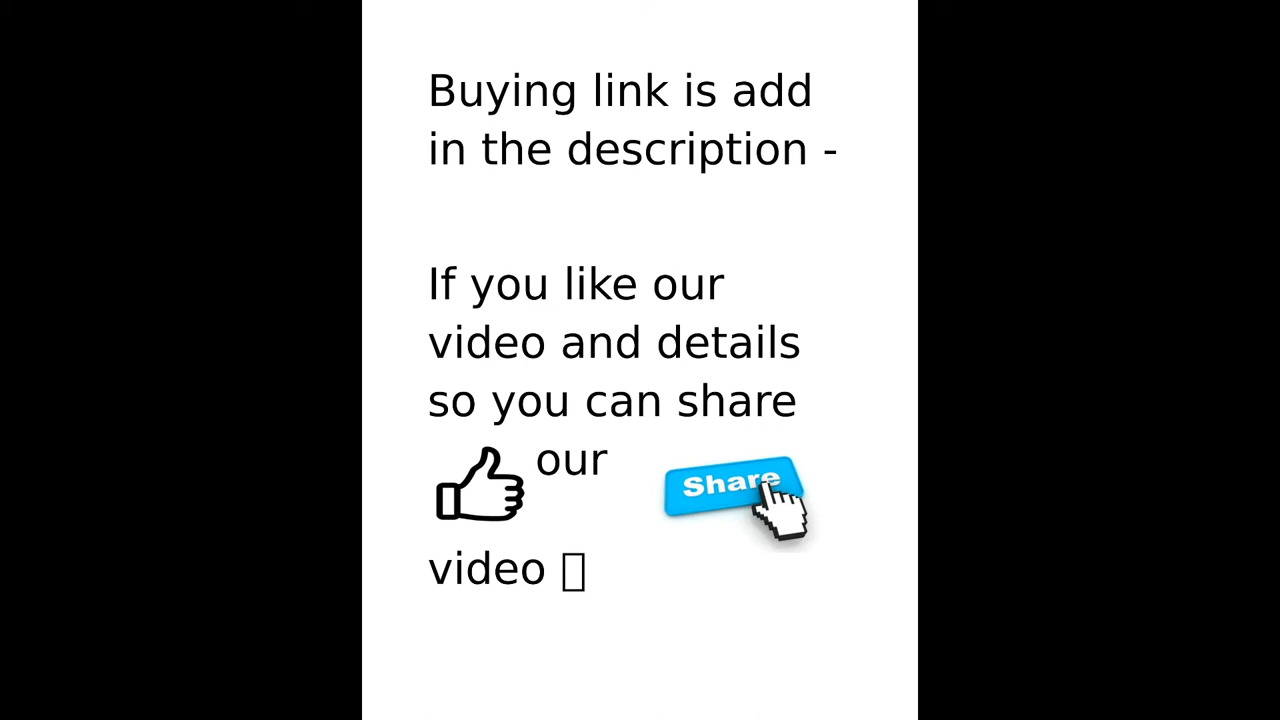 Buying link is add
in the description -
If you like our
video and details
so you can share
our
Share
video